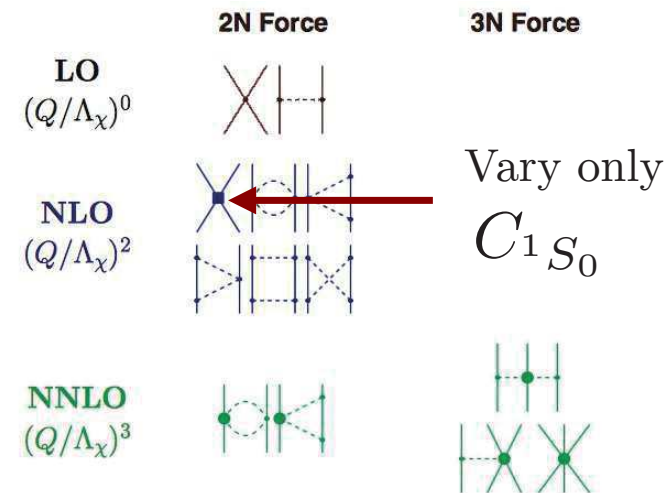 2N Force 3N Force
LO
(Q/Λχ)⁰
Vary only
NLO
C₁S₀
(Q/Λχ)²
NNLO
(Q/Λχ)³